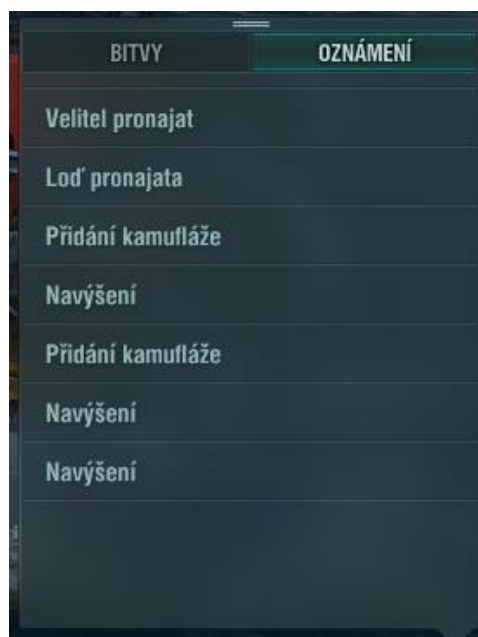 BITVY
OZNÁMENÍ
Velitel pronajat
Loď pronajata
Přidání kamufláže
Navýšení
Přidání kamufláže
Navýšení
Navýšení